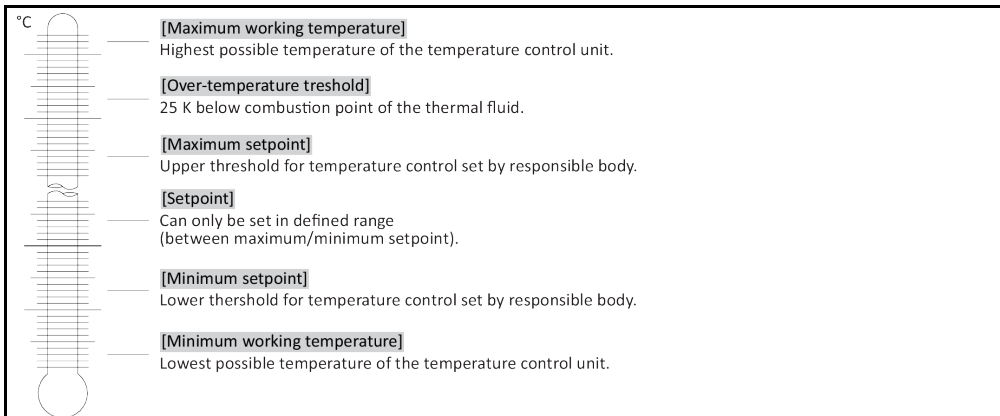 °C
[Maximum working temperature]
Highest possible temperature of the temperature control unit.
[Over-temperature treshold]
25 K below combustion point of the thermal fluid.
[Maximum setpoint]
Upper threshold for temperature control set by responsible body.
[Setpoint]
Can only be set in defined range
(between maximum/minimum setpoint).
[Minimum setpoint]
Lower thershold for temperature control set by responsible body.
[Minimum working temperature]
Lowest possible temperature of the temperature control unit.